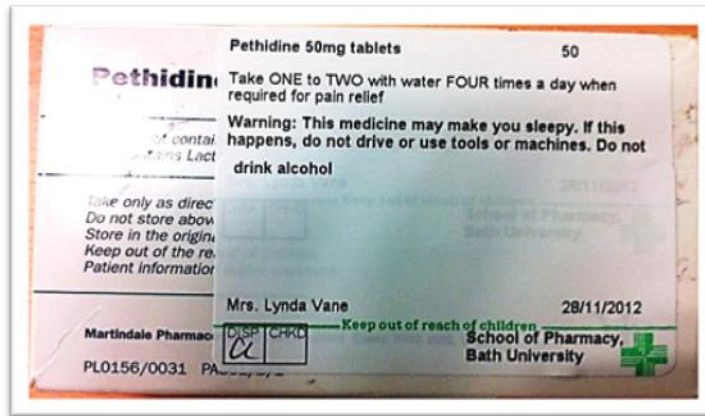 Pethidine 50mg tablets 50
Take ONE to TWO with water FOUR times a day when
required for pain relief
Warning: This medicine may make you sleepy. If this
happens, do not drive or use tools or machines. Do not
drink alcohol
Mrs. Lynda Vane 28/11/2012
Keep out of reach of children
DISP CHKD
School of Pharmacy,
Bath University
Pethidin
Take only as direc
Do not store abov
Store in the origin
Keep out of the re
Patient information
Martindale Pharmac
PL0156/0031